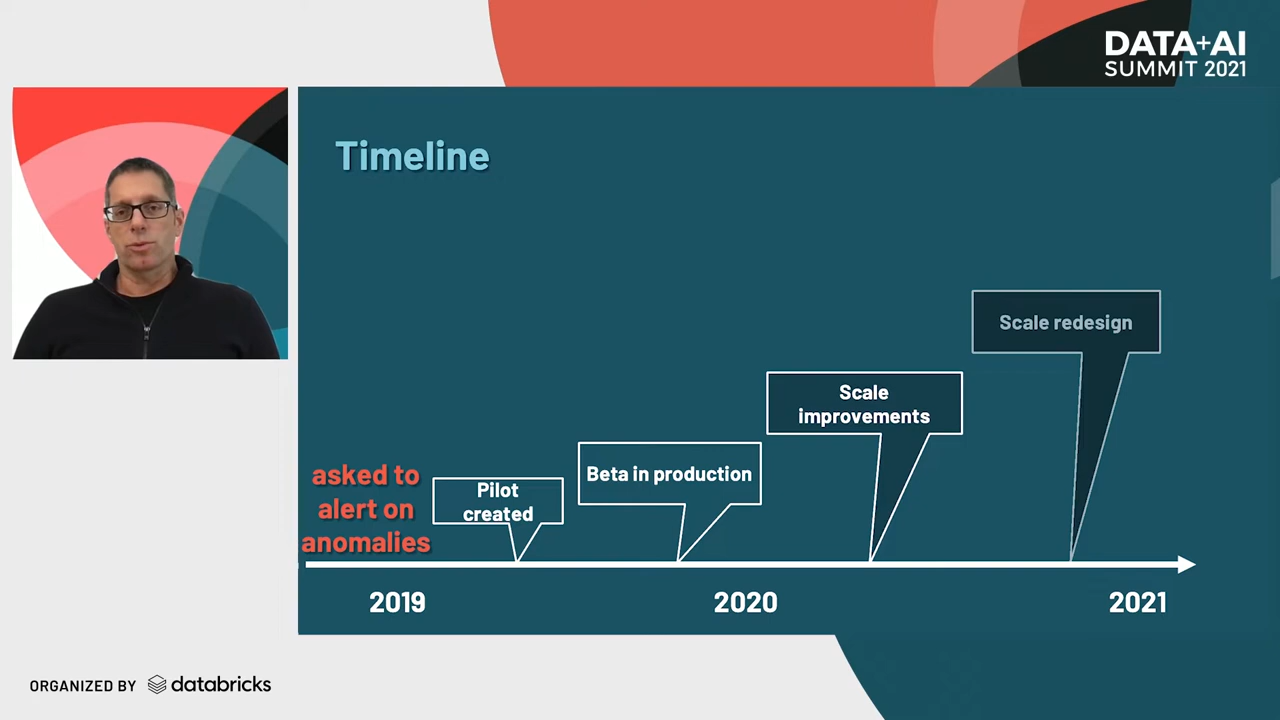 DATA+AI
SUMMIT 2021
Timeline
Scale redesign
Scale
improvements
Beta in production
Pilot
created
asked to
alert on
anomalies
2019
2020
2021
ORGANIZED BY databricks